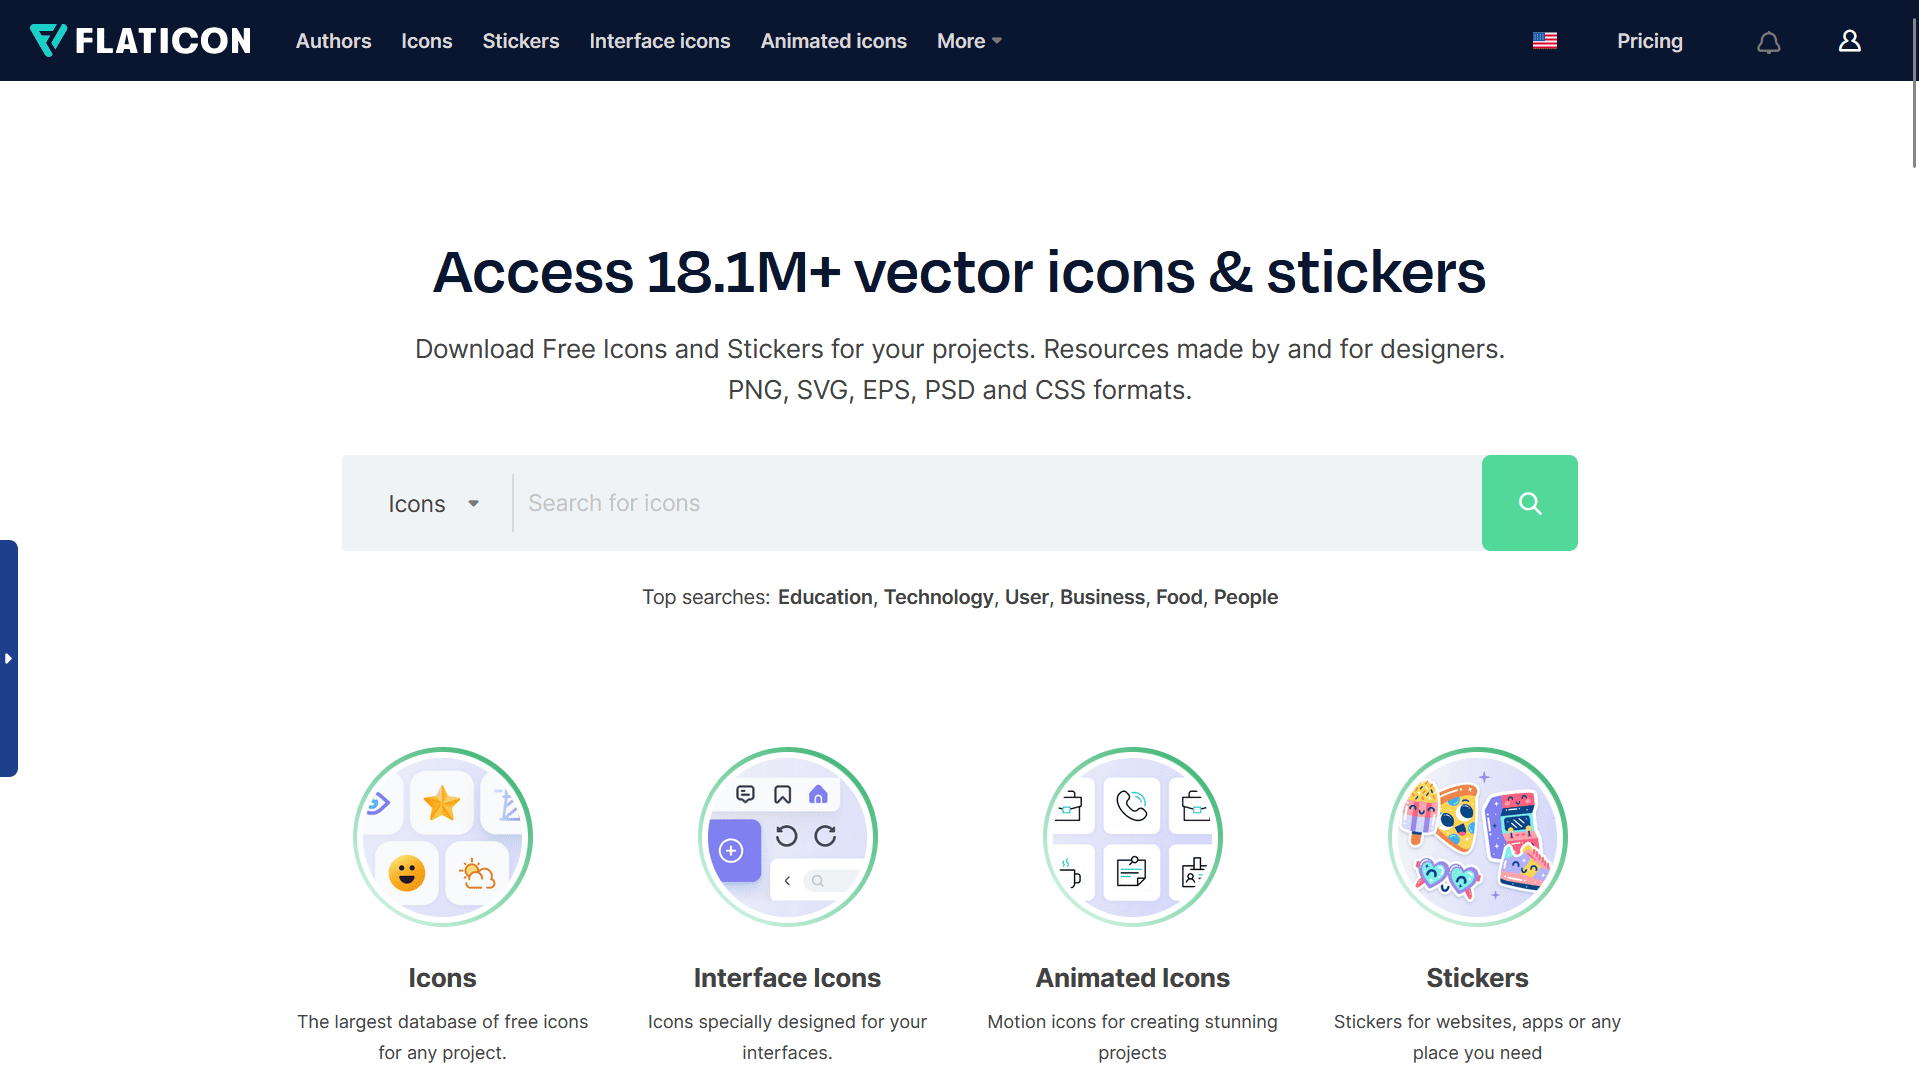 FLATICON
Authors Icons Stickers Interface icons Animated icons More Pricing
Access 18.1M+ vector icons & stickers
Download Free Icons and Stickers for your projects. Resources made by and for designers.
PNG, SVG, EPS, PSD and CSS formats.
Icons Search for icons
Top searches: Education, Technology, User, Business, Food, People
Icons
The largest database of free icons
for any project.
Interface Icons
Icons specially designed for your
interfaces.
Animated Icons
Motion icons for creating stunning
projects
Stickers
Stickers for websites, apps or any
place you need